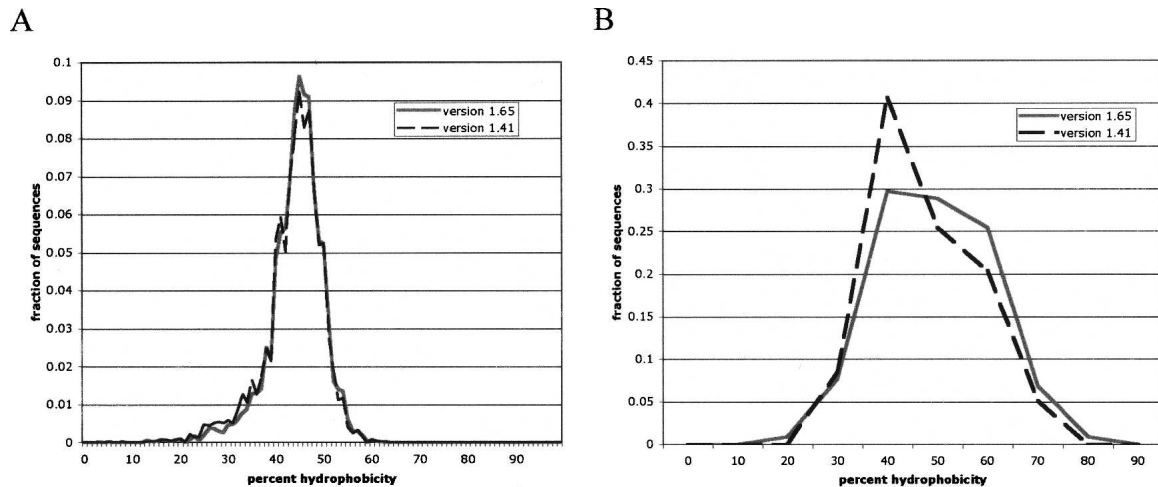 A
0.1
0.09
0.08
0.07
0.06
0.05
0.04
0.03
0.02
0.01
0
fraction of sequences
version 1.65
version 1.41
0 10 20 30 40 50 60 70 80 90
percent hydrophobicity
B
0.45
0.4
0.35
0.3
0.25
0.2
0.15
0.1
0.05
0
fraction of sequences
version 1.65
version 1.41
0 10 20 30 40 50 60 70 80 90
percent hydrophobicity